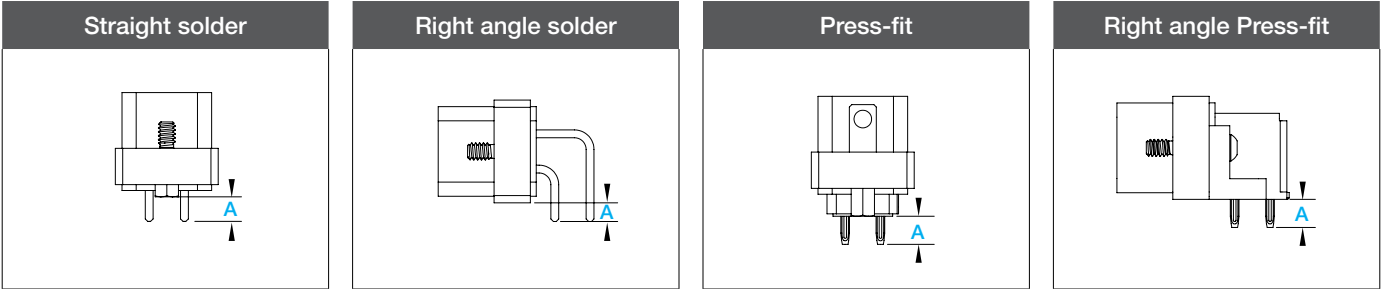 Straight solder
Right angle solder
Press-fit
Right angle Press-fit
A
A
A
A